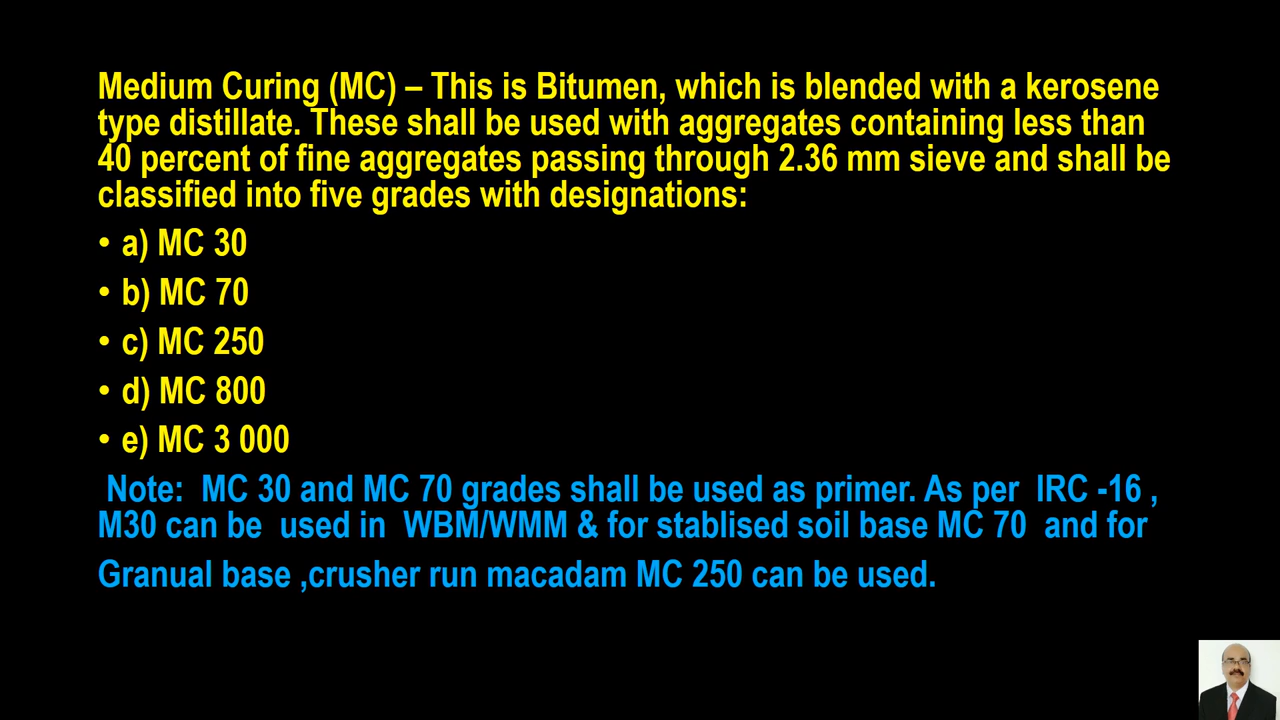 Medium Curing (MC) – This is Bitumen, which is blended with a kerosene
type distillate. These shall be used with aggregates containing less than
40 percent of fine aggregates passing through 2.36 mm sieve and shall be
classified into five grades with designations:
• a) MC 30
• b) MC 70
• c) MC 250
• d) MC 800
• e) MC 3 000
Note: MC 30 and MC 70 grades shall be used as primer. As per IRC -16 ,
M30 can be used in WBM/WMM & for stablised soil base MC 70 and for
Granual base ,crusher run macadam MC 250 can be used.